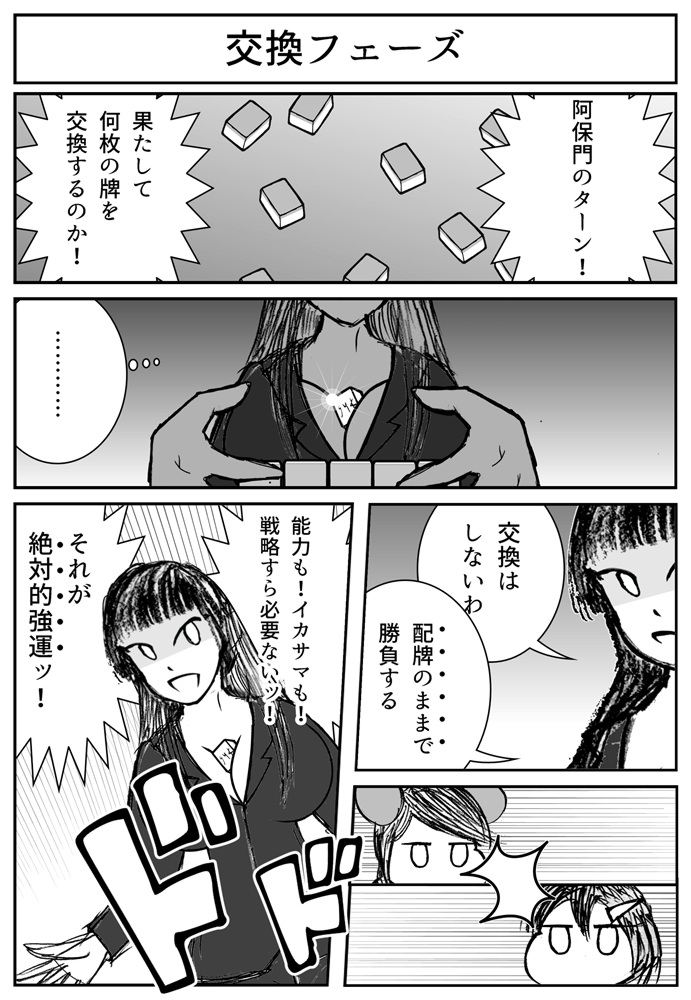 交換フェーズ
阿保門のターン！
果たして
何枚の牌を
交換するのか！
…………
交換は
しないわ
配牌のままで
勝負する
能力も！イカサマも！
戦略すら必要ないッ！
それが
絶対的強運ッ！
ドドド